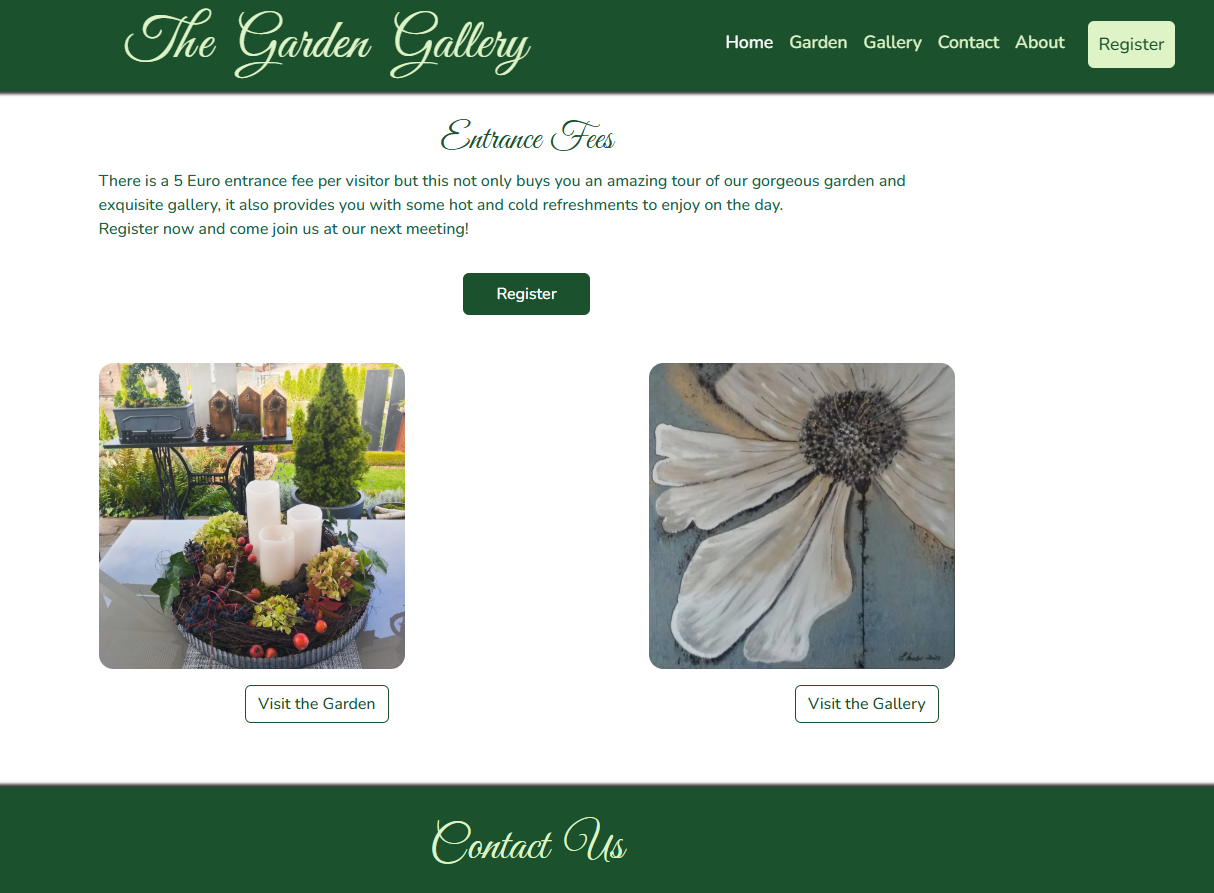 The Garden Gallery
Home Garden Gallery Contact About Register
Entrance Fees
There is a 5 Euro entrance fee per visitor but this not only buys you an amazing tour of our gorgeous garden and
exquisite gallery, it also provides you with some hot and cold refreshments to enjoy on the day.
Register now and come join us at our next meeting!
Register
Visit the Garden
Visit the Gallery
Contact Us